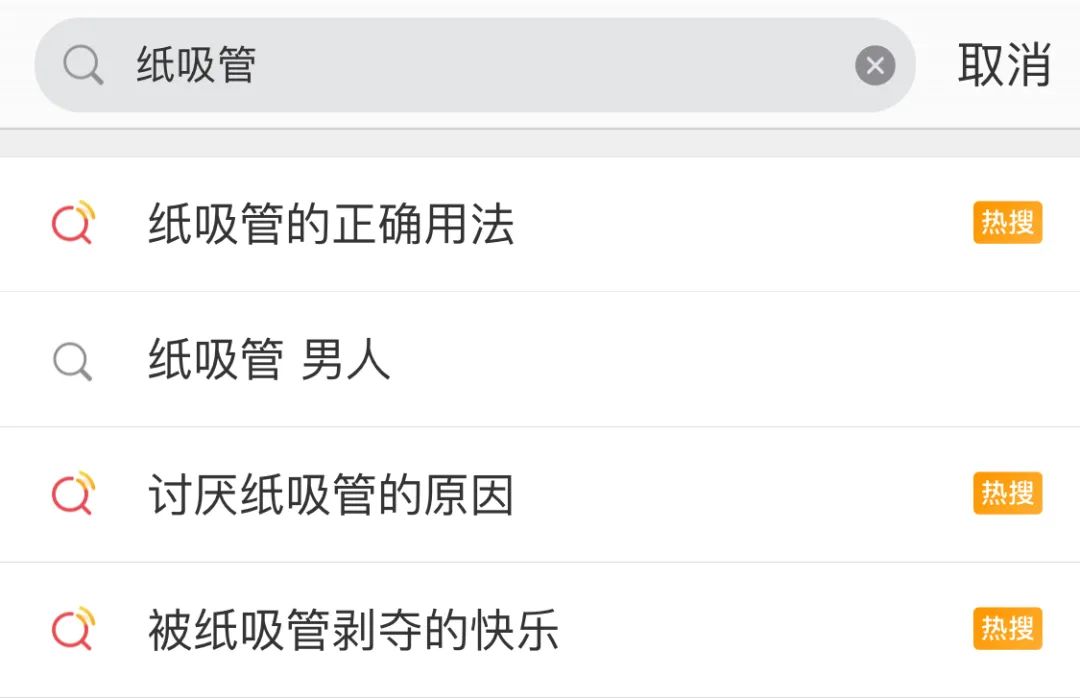 纸吸管 取消
纸吸管的正确用法 热搜
纸吸管 男人
讨厌纸吸管的原因 热搜
被纸吸管剥夺的快乐 热搜